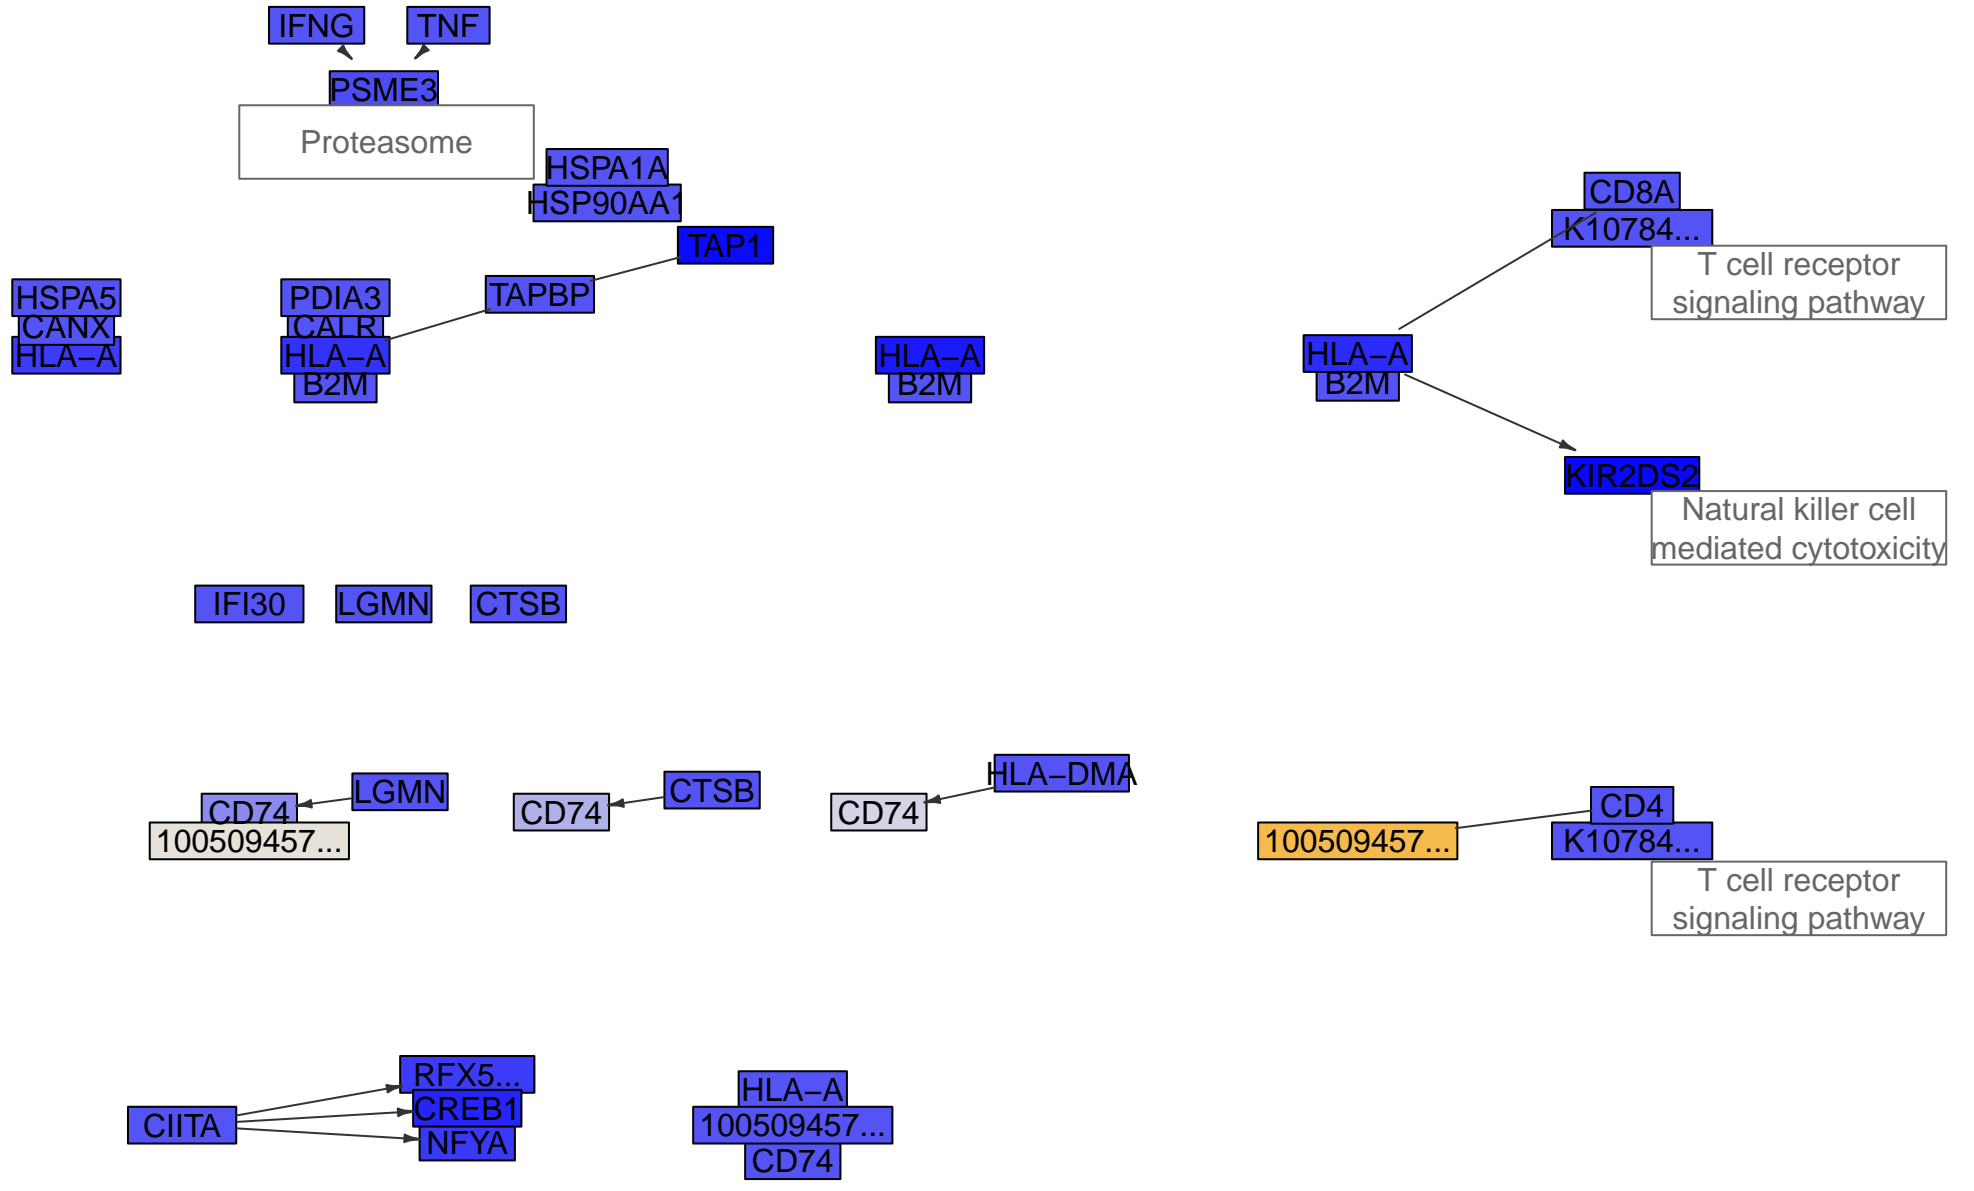 IFNG
TNF
PSME3
Proteasome
HSPA1A
HSP90AA1
TAP1
CD8A
K10784...
T cell receptor
signaling pathway
HSPA5
CANX
HLA−A
PDIA3
CALR
HLA−A
B2M
TAPBP
HLA−A
B2M
HLA−A
B2M
KIR2DS2
Natural killer cell
mediated cytotoxicity
IFI30
LGMN
CTSB
CD74
100509457...
LGMN
CD74
CTSB
CD74
HLA−DMA
100509457...
CD4
K10784...
T cell receptor
signaling pathway
CIITA
RFX5...
CREB1
NFYA
HLA−A
100509457...
CD74